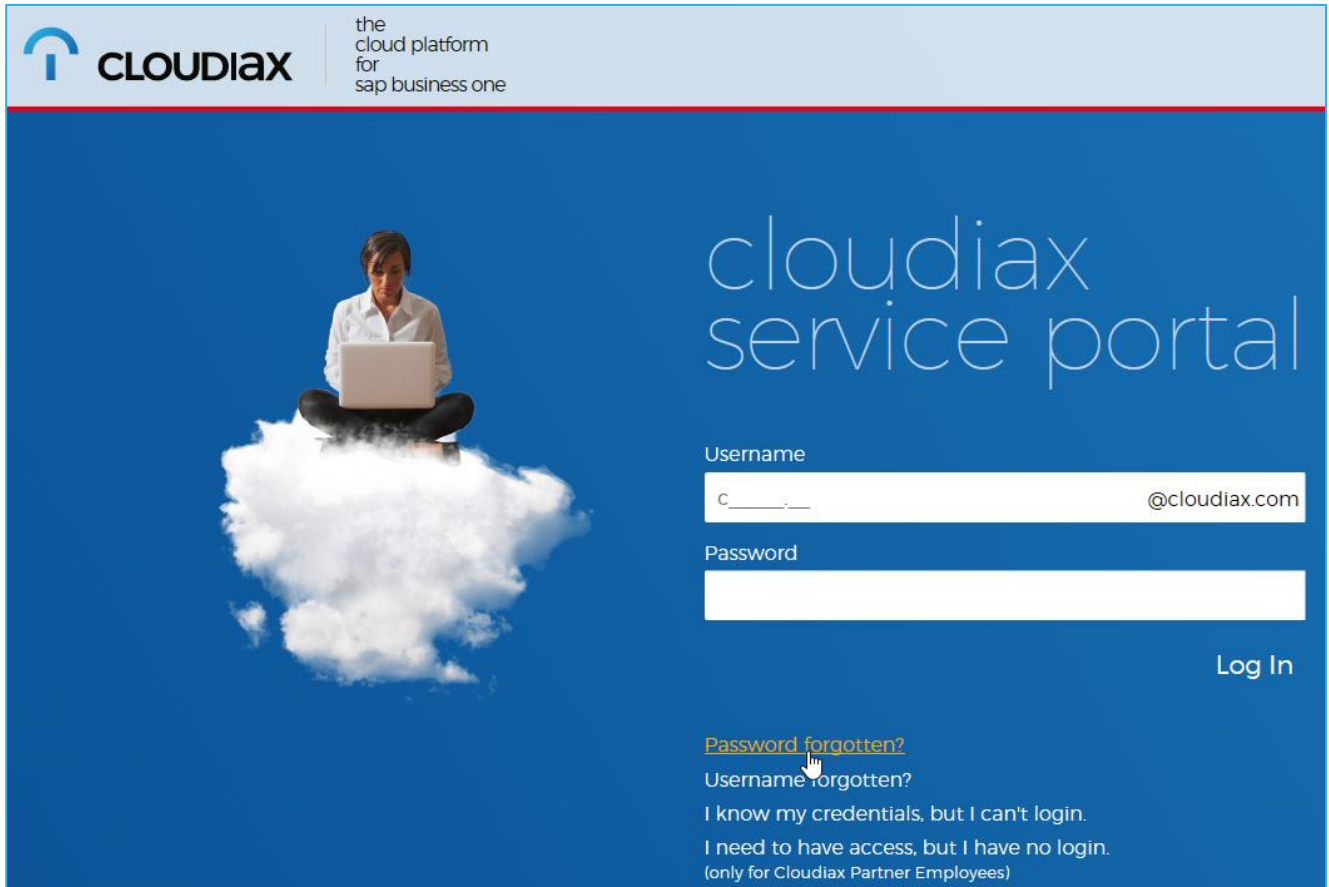 CLOUDIAX
the
cloud platform
for
sap business one
cloudiax
service portal
Username
c_____.__
@cloudiax.com
Password
Log In
Password forgotten?
Username forgotten?
I know my credentials, but I can't login.
I need to have access, but I have no login.
(only for Cloudiax Partner Employees)